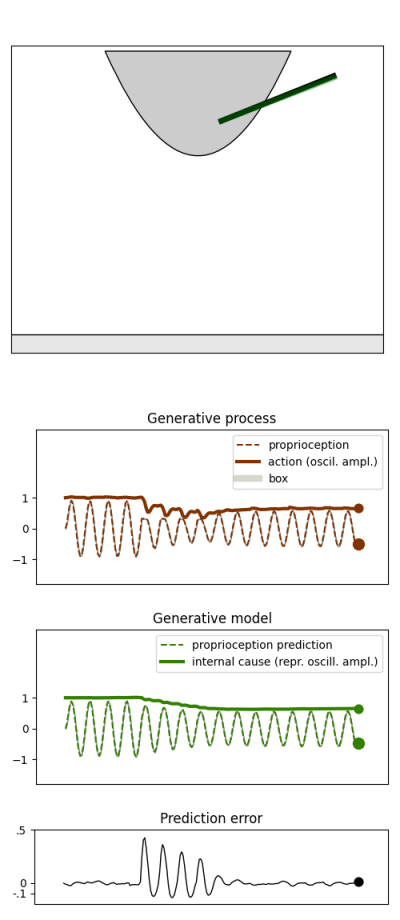 Generative process
proprioception
action (oscil. ampl.)
box
1
0
−1
Generative model
proprioception prediction
internal cause (repr. oscill. ampl.)
1
0
−1
Prediction error
.5
0
-.1